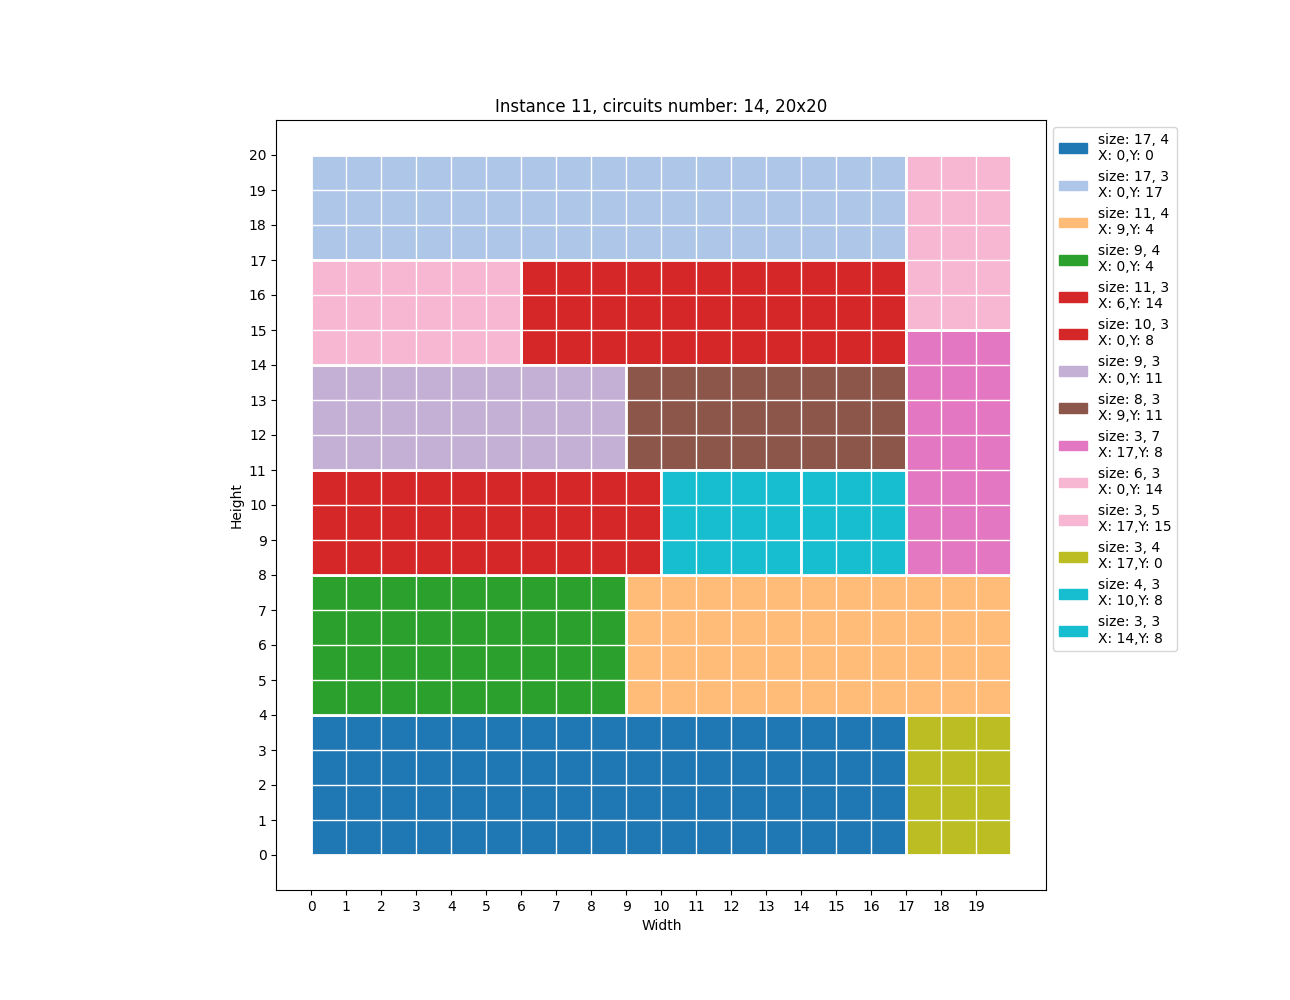 Instance 11, circuits number: 14, 20x20
size: 17, 4
X: 0,Y: 0
size: 17, 3
X: 0,Y: 17
size: 11, 4
X: 9,Y: 4
size: 9, 4
X: 0,Y: 4
size: 11, 3
X: 6,Y: 14
size: 10, 3
X: 0,Y: 8
size: 9, 3
X: 0,Y: 11
size: 8, 3
X: 9,Y: 11
size: 3, 7
X: 17,Y: 8
size: 6, 3
X: 0,Y: 14
size: 3, 5
X: 17,Y: 15
size: 3, 4
X: 17,Y: 0
size: 4, 3
X: 10,Y: 8
size: 3, 3
X: 14,Y: 8
20
19
18
17
16
15
14
13
12
11
10
9
8
7
6
5
4
3
2
1
0
Height
0 1 2 3 4 5 6 7 8 9 10 11 12 13 14 15 16 17 18 19
Width